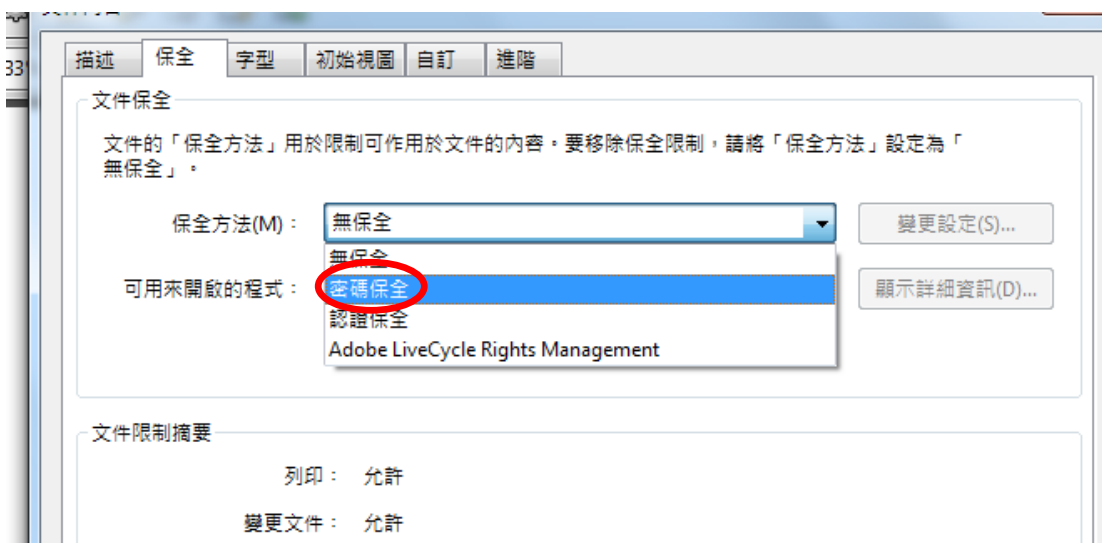 33
描述 保全 字型 初始視圖 自訂 進階
文件保全
文件的「保全方法」用於限制可作用於文件的內容。要移除保全限制，請將「保全方法」設定為「
無保全」。
保全方法(M)： 無保全 變更設定(S)...
無保全
可用來開啟的程式： 密碼保全 顯示詳細資訊(D)...
認證保全
Adobe LiveCycle Rights Management
文件限制摘要
列印： 允許
變更文件： 允許